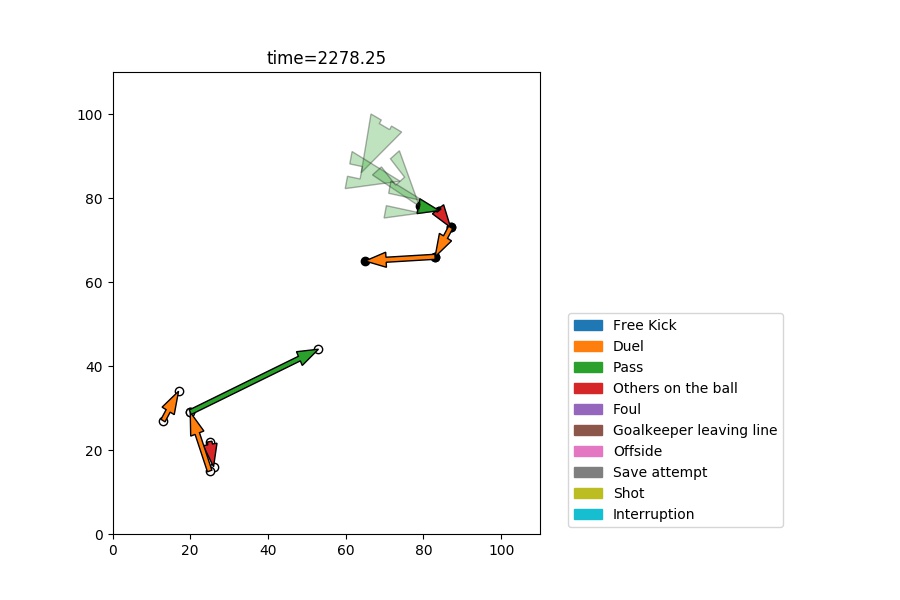 time=2278.25
100
80
60
40
20
0
0 20 40 60 80 100
Free Kick
Duel
Pass
Others on the ball
Foul
Goalkeeper leaving line
Offside
Save attempt
Shot
Interruption